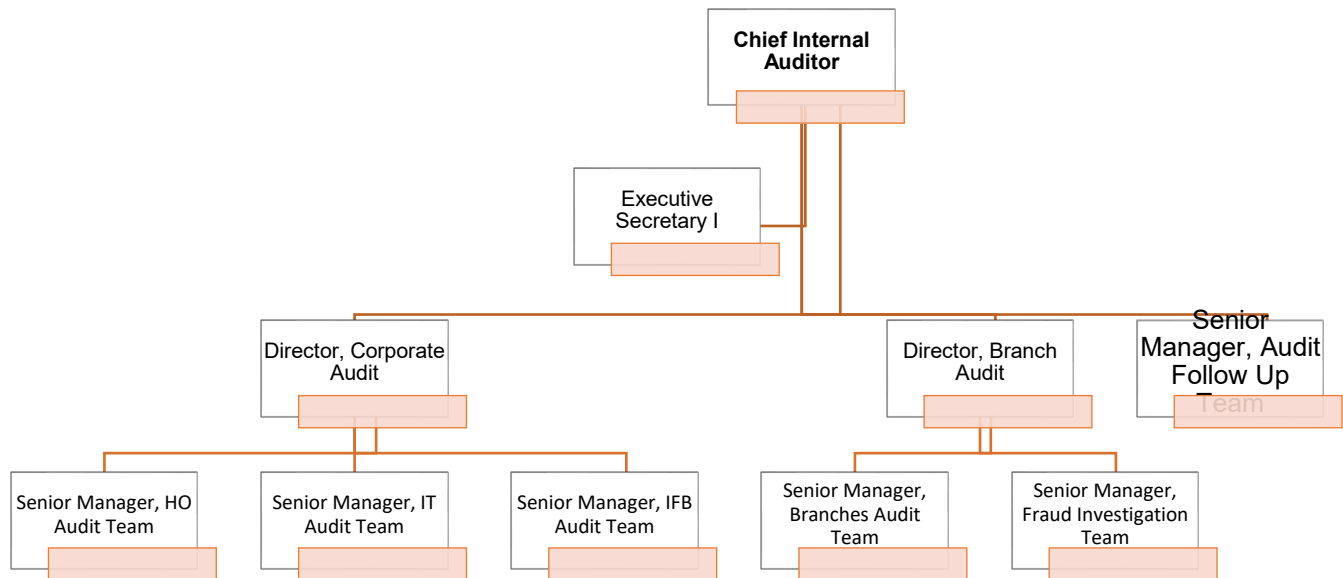 Chief Internal
Auditor
Executive
Secretary I
Director, Corporate
Audit
Director, Branch
Audit
Senior
Manager, Audit
Follow Up
Team
Senior Manager, HO
Audit Team
Senior Manager, IT
Audit Team
Senior Manager, IFB
Audit Team
Senior Manager,
Branches Audit
Team
Senior Manager,
Fraud Investigation
Team